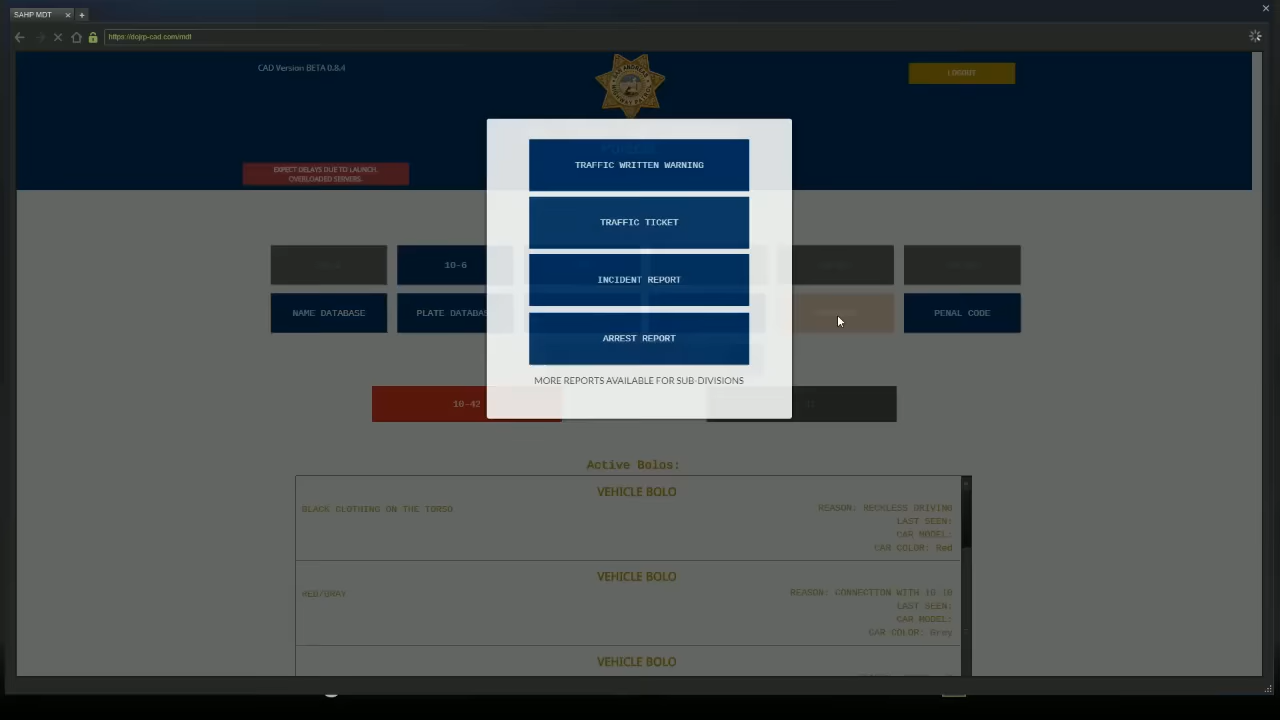 SAHP MDT
https://dojrp-cad.com/mdt
CAD Version BETA 0.8.4
LOGOUT
EXPECT DELAYS DUE TO LAUNCH,
OVERLOADED SERVERS.
TRAFFIC WRITTEN WARNING
TRAFFIC TICKET
INCIDENT REPORT
ARREST REPORT
MORE REPORTS AVAILABLE FOR SUB-DIVISIONS
10-6
NAME DATABASE
PLATE DATABAS
PENAL CODE
10-42
Active Bolos:
VEHICLE BOLO
BLACK CLOTHING ON THE TORSO
REASON: RECKLESS DRIVING
LAST SEEN:
CAR MODEL:
CAR COLOR: Red
VEHICLE BOLO
REASON: CONNECTION WITH 10-10
LAST SEEN:
CAR MODEL:
CAR COLOR: Grey
VEHICLE BOLO